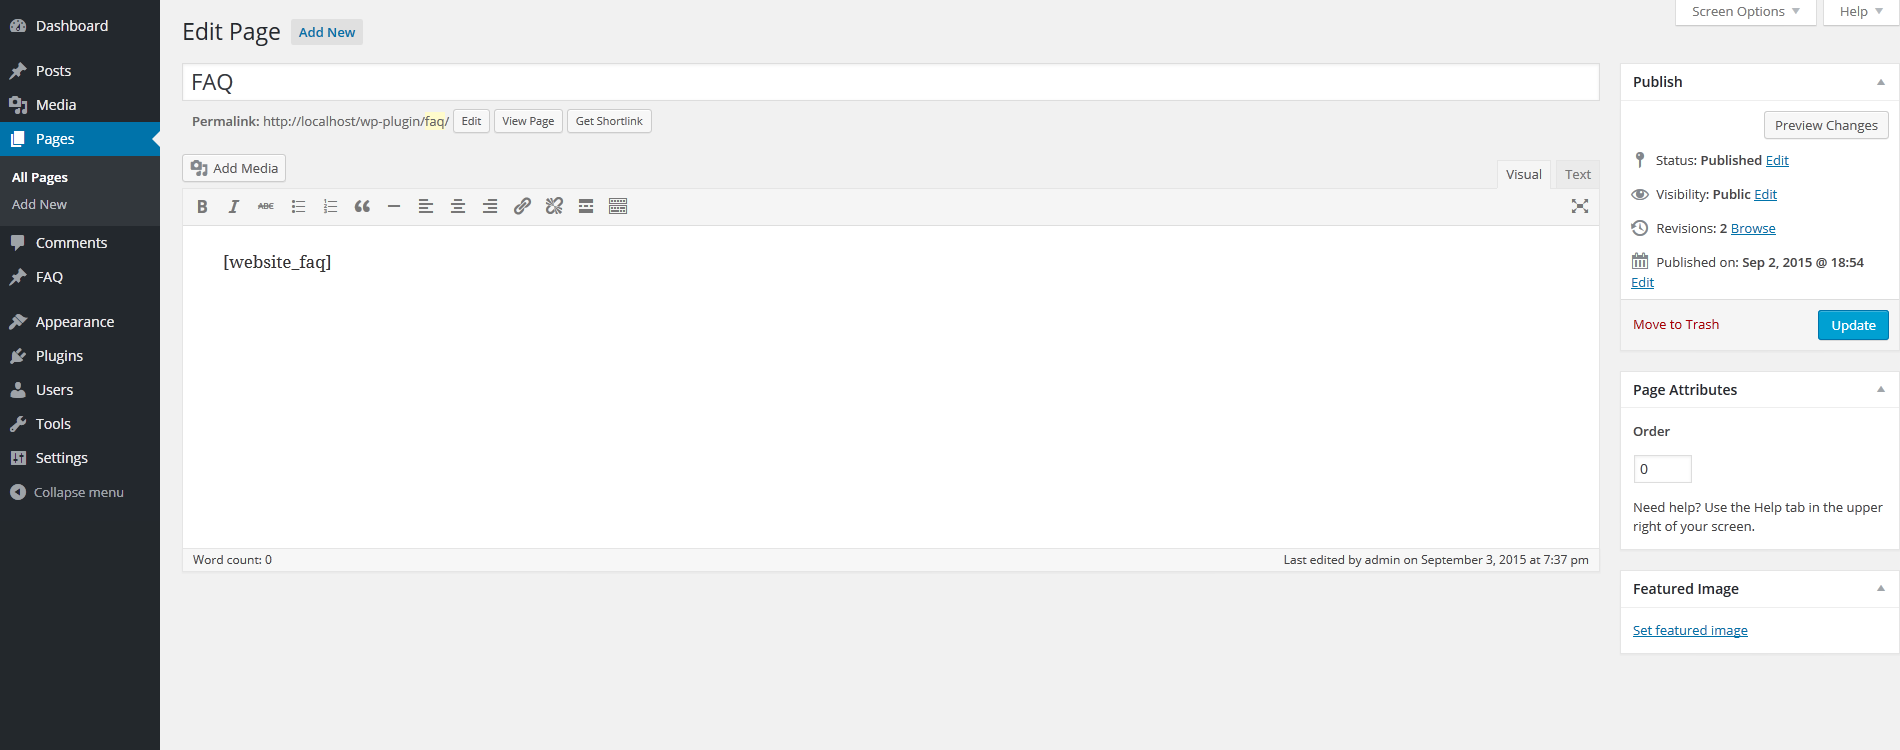 Dashboard
Posts
Media
Pages
All Pages
Add New
Comments
FAQ
Appearance
Plugins
Users
Tools
Settings
Collapse menu
Screen Options
Help
Edit Page Add New
FAQ
Permalink: http://localhost/wp-plugin/faq/ Edit View Page Get Shortlink
Add Media
Visual Text
B I ABC
[website_faq]
Word count: 0
Last edited by admin on September 3, 2015 at 7:37 pm
Publish
Preview Changes
Status: Published Edit
Visibility: Public Edit
Revisions: 2 Browse
Published on: Sep 2, 2015 @ 18:54
Edit
Move to Trash Update
Page Attributes
Order
0
Need help? Use the Help tab in the upper
right of your screen.
Featured Image
Set featured image